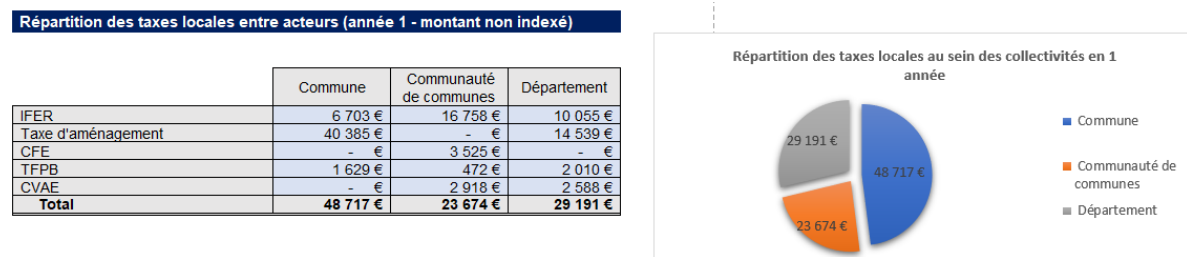 Répartition des taxes locales entre acteurs (année 1 - montant non indexé)
Commune Communauté de communes Département
IFER 6 703 € 16 758 € 10 055 €
Taxe d'aménagement 40 385 € - € 14 539 €
CFE - € 3 525 € - €
TFPB 1 629 € 472 € 2 010 €
CVAE - € 2 918 € 2 588 €
Total 48 717 € 23 674 € 29 191 €
Répartition des taxes locales au sein des collectivités en 1
année
29 191 €
48 717 €
23 674 €
Commune
Communauté de
communes
Département